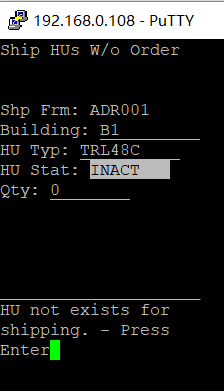 192.168.0.108 - PuTTY
Ship HUs W/o Order
Shp Frm: ADR001
Building: B1
HU Typ: TRL48C
HU Stat: INACT
Qty: 0
HU not exists for
shipping. - Press
Enter